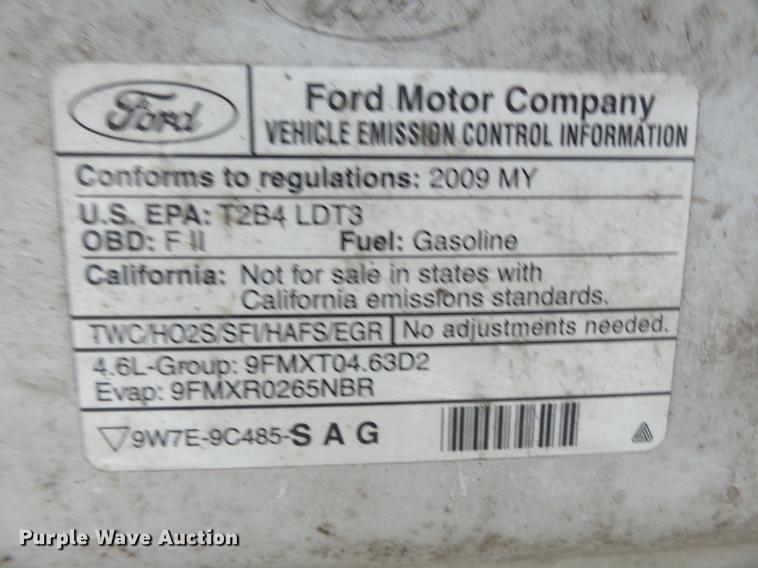 Ford
Ford
Ford Motor Company
VEHICLE EMISSION CONTROL INFORMATION
Conforms to regulations: 2009 MY
U.S. EPA: T2B4 LDT3
OBD: F II Fuel: Gasoline
California: Not for sale in states with
California emissions standards.
TWC/HO2S/SFI/HAFS/EGR No adjustments needed.
4.6L-Group: 9FMXT04.63D2
Evap: 9FMXR0265NBR
9W7E-9C485-SAG
Purple Wave Auction